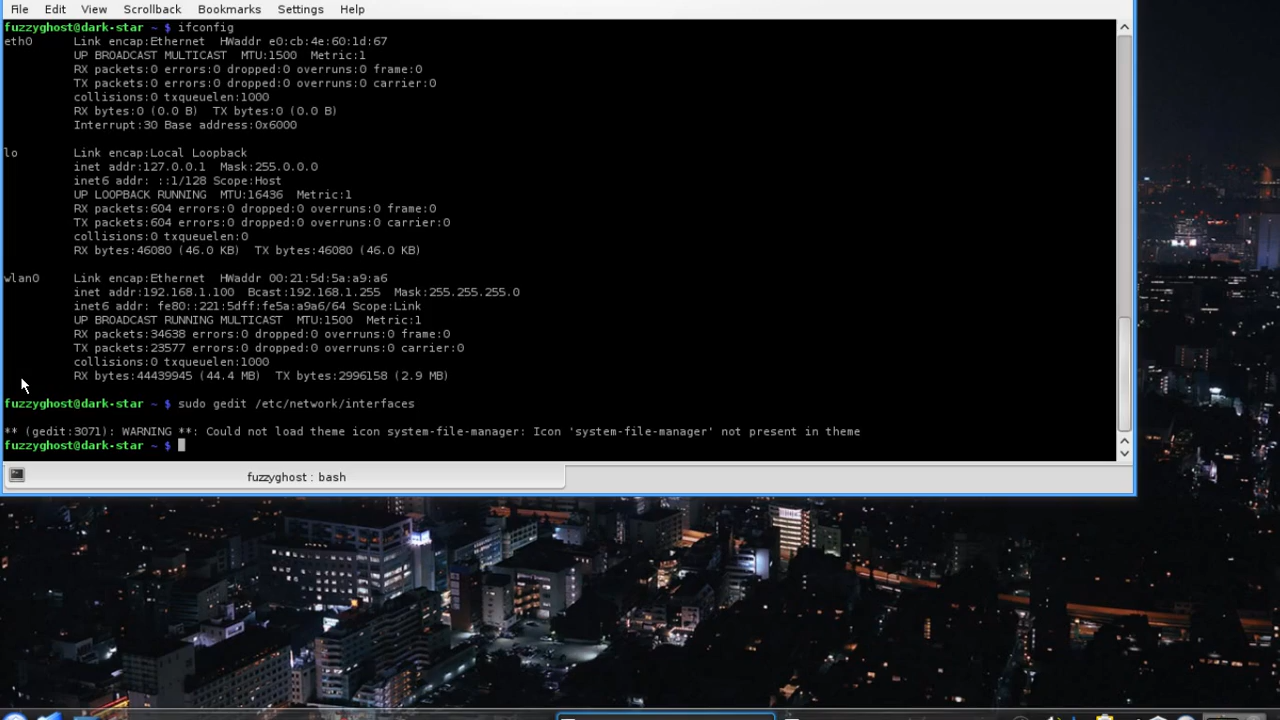 File Edit View Scrollback Bookmarks Settings Help
fuzzyghost@dark-star ~ $ ifconfig
eth0 Link encap:Ethernet HWaddr e0:cb:4e:60:1d:67
UP BROADCAST MULTICAST MTU:1500 Metric:1
RX packets:0 errors:0 dropped:0 overruns:0 frame:0
TX packets:0 errors:0 dropped:0 overruns:0 carrier:0
collisions:0 txqueuelen:1000
RX bytes:0 (0.0 B) TX bytes:0 (0.0 B)
Interrupt:30 Base address:0x6000
lo Link encap:Local Loopback
inet addr:127.0.0.1 Mask:255.0.0.0
inet6 addr: ::1/128 Scope:Host
UP LOOPBACK RUNNING MTU:16436 Metric:1
RX packets:604 errors:0 dropped:0 overruns:0 frame:0
TX packets:604 errors:0 dropped:0 overruns:0 carrier:0
collisions:0 txqueuelen:0
RX bytes:46080 (46.0 KB) TX bytes:46080 (46.0 KB)
wlan0 Link encap:Ethernet HWaddr 00:21:5d:5a:a9:a6
inet addr:192.168.1.100 Bcast:192.168.1.255 Mask:255.255.255.0
inet6 addr: fe80::221:5dff:fe5a:a9a6/64 Scope:Link
UP BROADCAST RUNNING MULTICAST MTU:1500 Metric:1
RX packets:34638 errors:0 dropped:0 overruns:0 frame:0
TX packets:23577 errors:0 dropped:0 overruns:0 carrier:0
collisions:0 txqueuelen:1000
RX bytes:44439945 (44.4 MB) TX bytes:2996158 (2.9 MB)
fuzzyghost@dark-star ~ $ sudo gedit /etc/network/interfaces
** (gedit:3071): WARNING **: Could not load theme icon system-file-manager: Icon 'system-file-manager' not present in theme
fuzzyghost@dark-star ~ $
fuzzyghost : bash